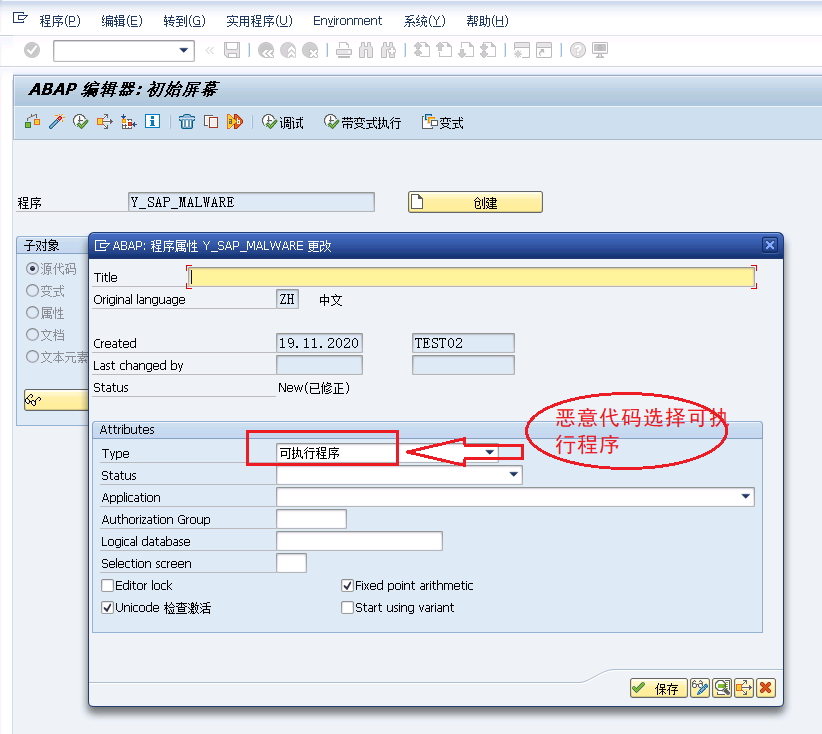 程序(P) 编辑(E) 转到(G) 实用程序(U) Environment 系统(Y) 帮助(H)
ABAP 编辑器: 初始屏幕
调试 带变式执行 变式
程序 Y_SAP_MALWARE 创建
子对象
源代码
变式
属性
文档
文本元素
ABAP: 程序属性 Y_SAP_MALWARE 更改
Title
Original language ZH 中文
Created 19.11.2020 TEST02
Last changed by
Status New(已修正)
恶意代码选择可执
行程序
Attributes
Type 可执行程序
Status
Application
Authorization Group
Logical database
Selection screen
Editor lock Fixed point arithmetic
Unicode 检查激活 Start using variant
保存